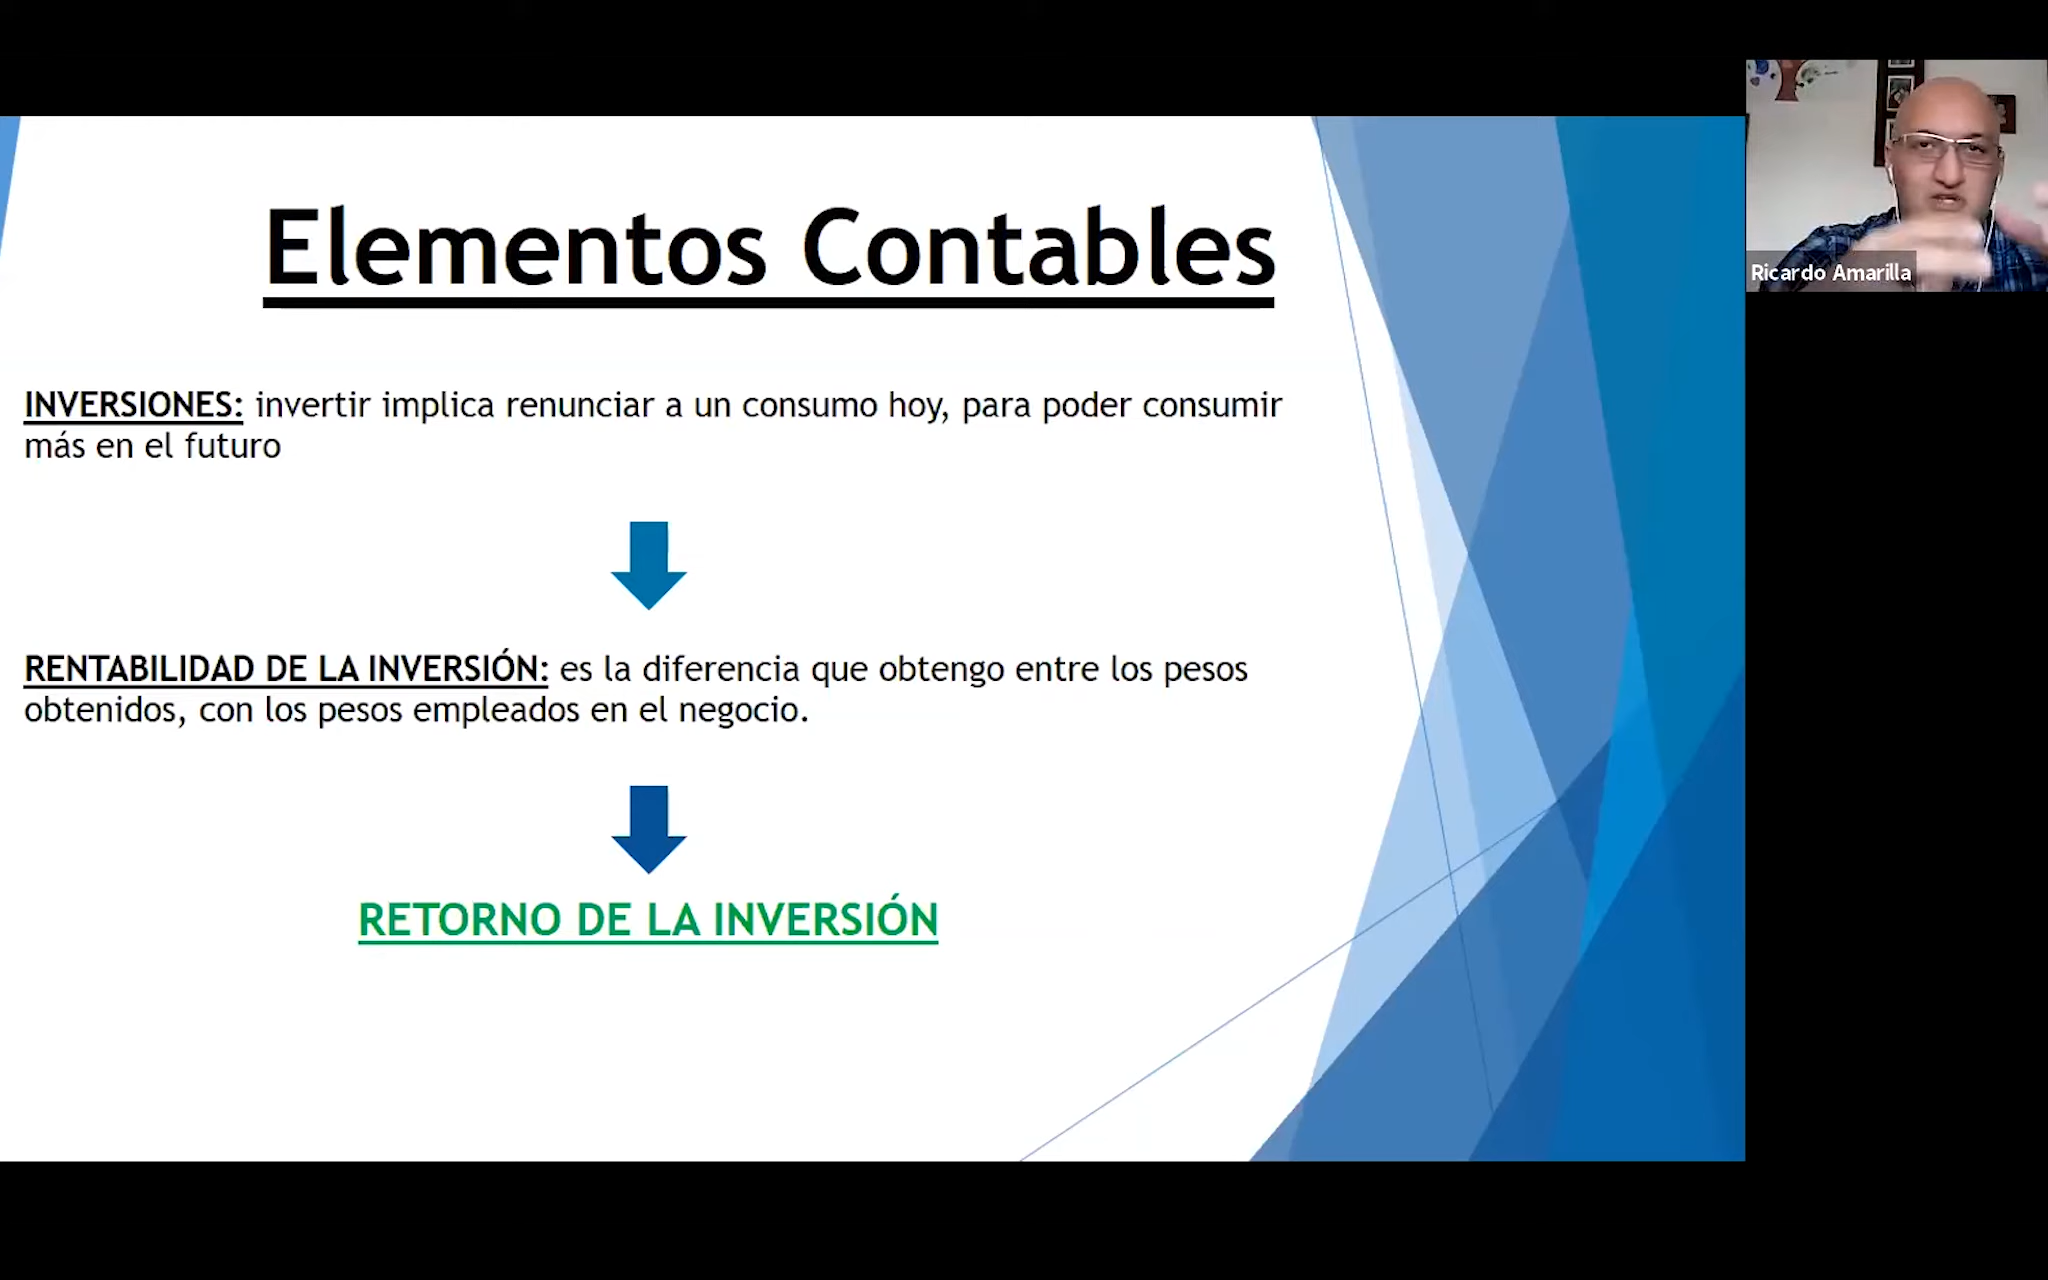 Elementos Contables
INVERSIONES: invertir implica renunciar a un consumo hoy, para poder consumir
más en el futuro
RENTABILIDAD DE LA INVERSIÓN: es la diferencia que obtengo entre los pesos
obtenidos, con los pesos empleados en el negocio.
RETORNO DE LA INVERSIÓN
Ricardo Amarilla